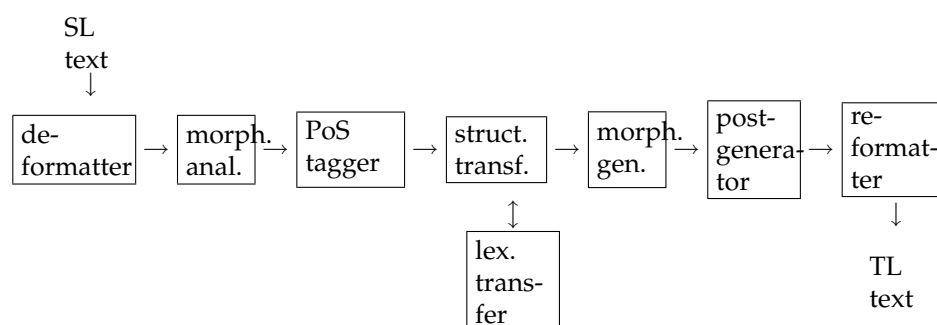 SL
text
de-
formatter
→
morph.
anal.
→
PoS
tagger
→
struct.
transf.
→
morph.
gen.
→
post-
genera-
tor
→
re-
format-
ter
lex.
trans-
fer
TL
text